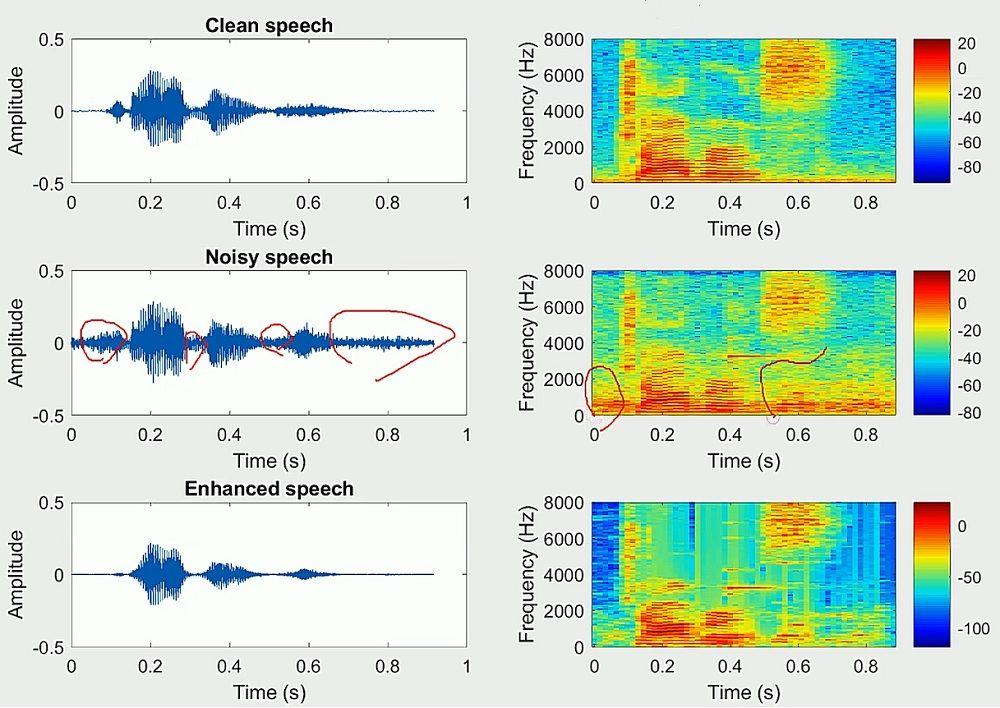 Clean speech
0.5
0
-0.5
Amplitude
0 0.2 0.4 0.6 0.8 1
Time (s)
8000
6000
4000
2000
0
Frequency (Hz)
0 0.2 0.4 0.6 0.8
Time (s)
20
0
-20
-40
-60
-80
Noisy speech
0.5
0
-0.5
Amplitude
0 0.2 0.4 0.6 0.8 1
Time (s)
8000
6000
4000
2000
0
Frequency (Hz)
0 0.2 0.4 0.6 0.8
Time (s)
20
0
-20
-40
-60
-80
Enhanced speech
0.5
0
-0.5
Amplitude
0 0.2 0.4 0.6 0.8 1
Time (s)
8000
6000
4000
2000
0
Frequency (Hz)
0 0.2 0.4 0.6 0.8
Time (s)
0
-50
-100